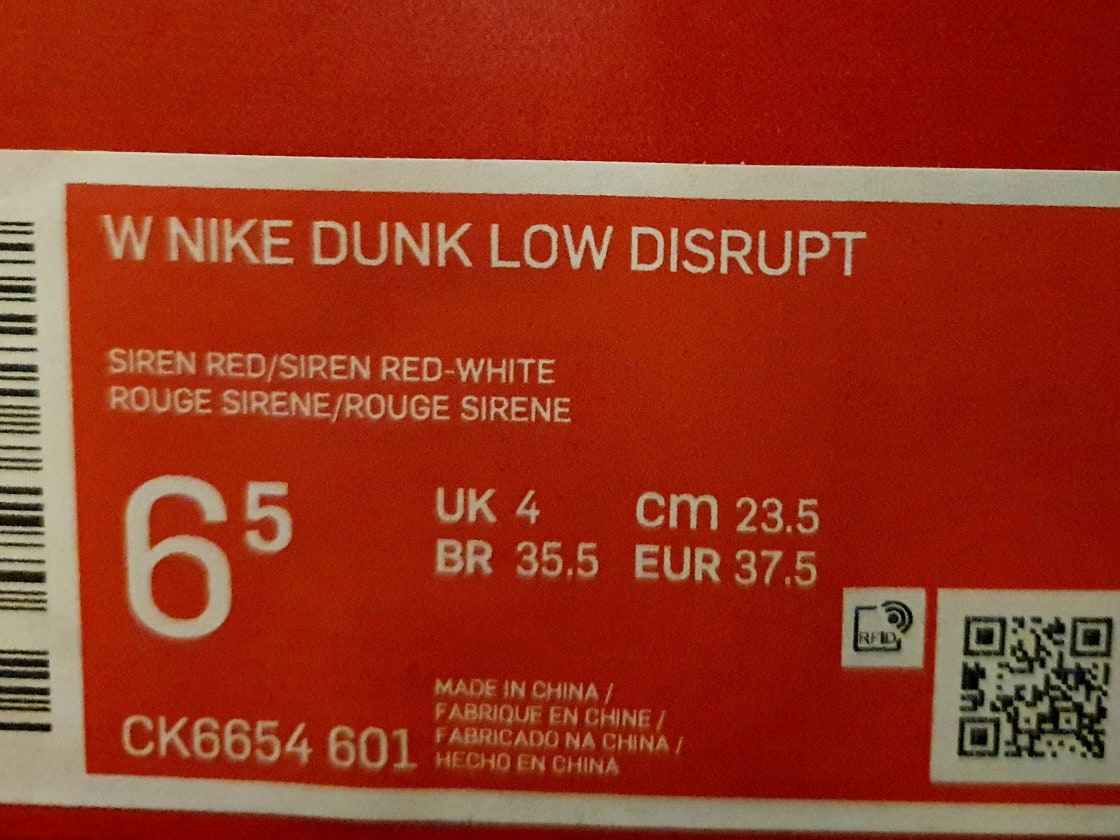 W NIKE DUNK LOW DISRUPT
SIREN RED/SIREN RED-WHITE
ROUGE SIRENE/ROUGE SIRENE
6 5
UK 4 cm 23.5
BR 35.5 EUR 37.5
RFID
MADE IN CHINA /
FABRIQUE EN CHINE /
FABRICADO NA CHINA /
HECHO EN CHINA
CK6654 601